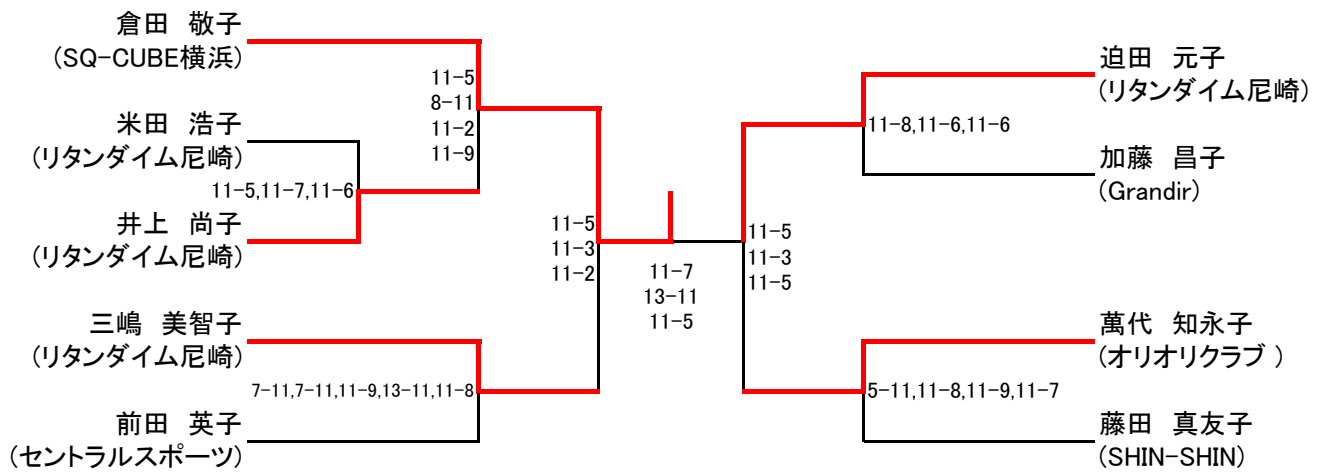 倉田　敬子
(SQ-CUBE横浜)
米田　浩子
(リタンダイム尼崎)
井上　尚子
(リタンダイム尼崎)
三嶋　美智子
(リタンダイム尼崎)
前田　英子
(セントラルスポーツ)
11-5
8-11
11-2
11-9
11-5,11-7,11-6
7-11,7-11,11-9,13-11,11-8
11-5
11-3
11-2
11-7
13-11
11-5
11-5
11-3
11-5
11-8,11-6,11-6
5-11,11-8,11-9,11-7
迫田　元子
(リタンダイム尼崎)
加藤　昌子
(Grandir)
萬代　知永子
(オリオリクラブ )
藤田　真友子
(SHIN-SHIN)